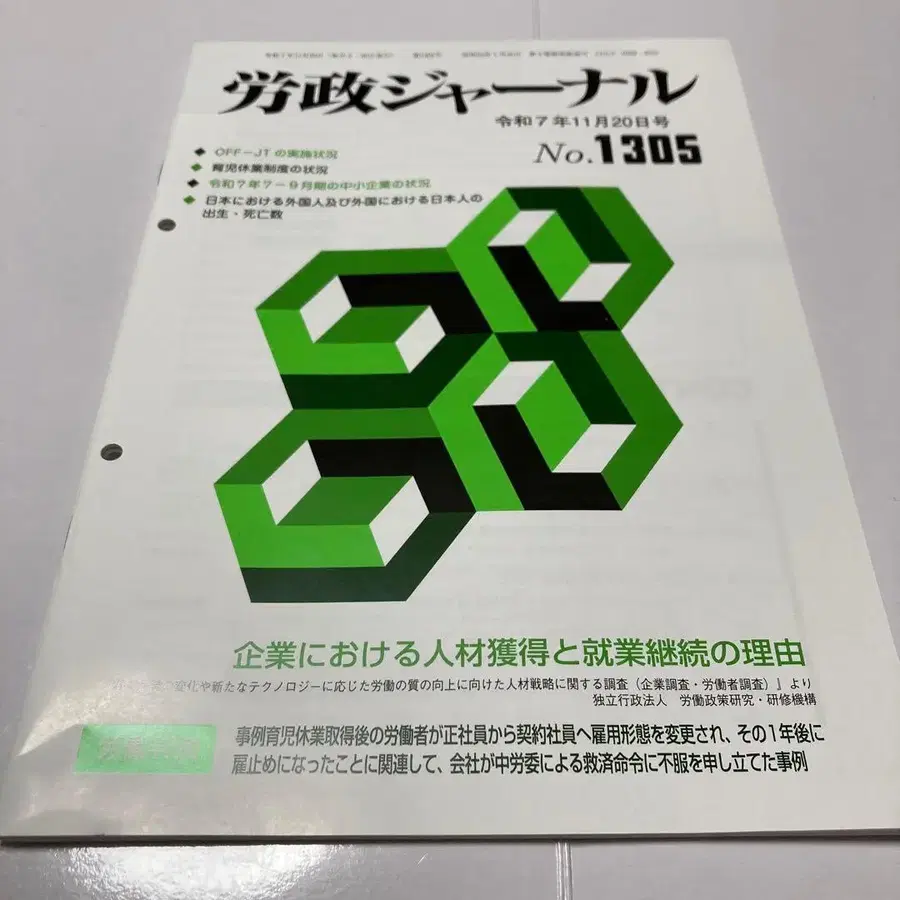 労政ジャーナル
令和7年11月20日号
No.1305
◆ OFF－JTの実施状況
◆ 育児休業制度の状況
◆ 令和7年7－9月期の中小企業の状況
◆ 日本における外国人及び外国における日本人の
出生・死亡数
企業における人材獲得と就業継続の理由
変化や新たなテクノロジーに応じた労働の質の向上に向けた人材戦略に関する調査（企業調査・労働者調査）』より
独立行政法人　労働政策研究・研修機構
事例育児休業取得後の労働者が正社員から契約社員へ雇用形態を変更され、その1年後に
雇止めになったことに関連して、会社が中労委による救済命令に不服を申し立てた事例